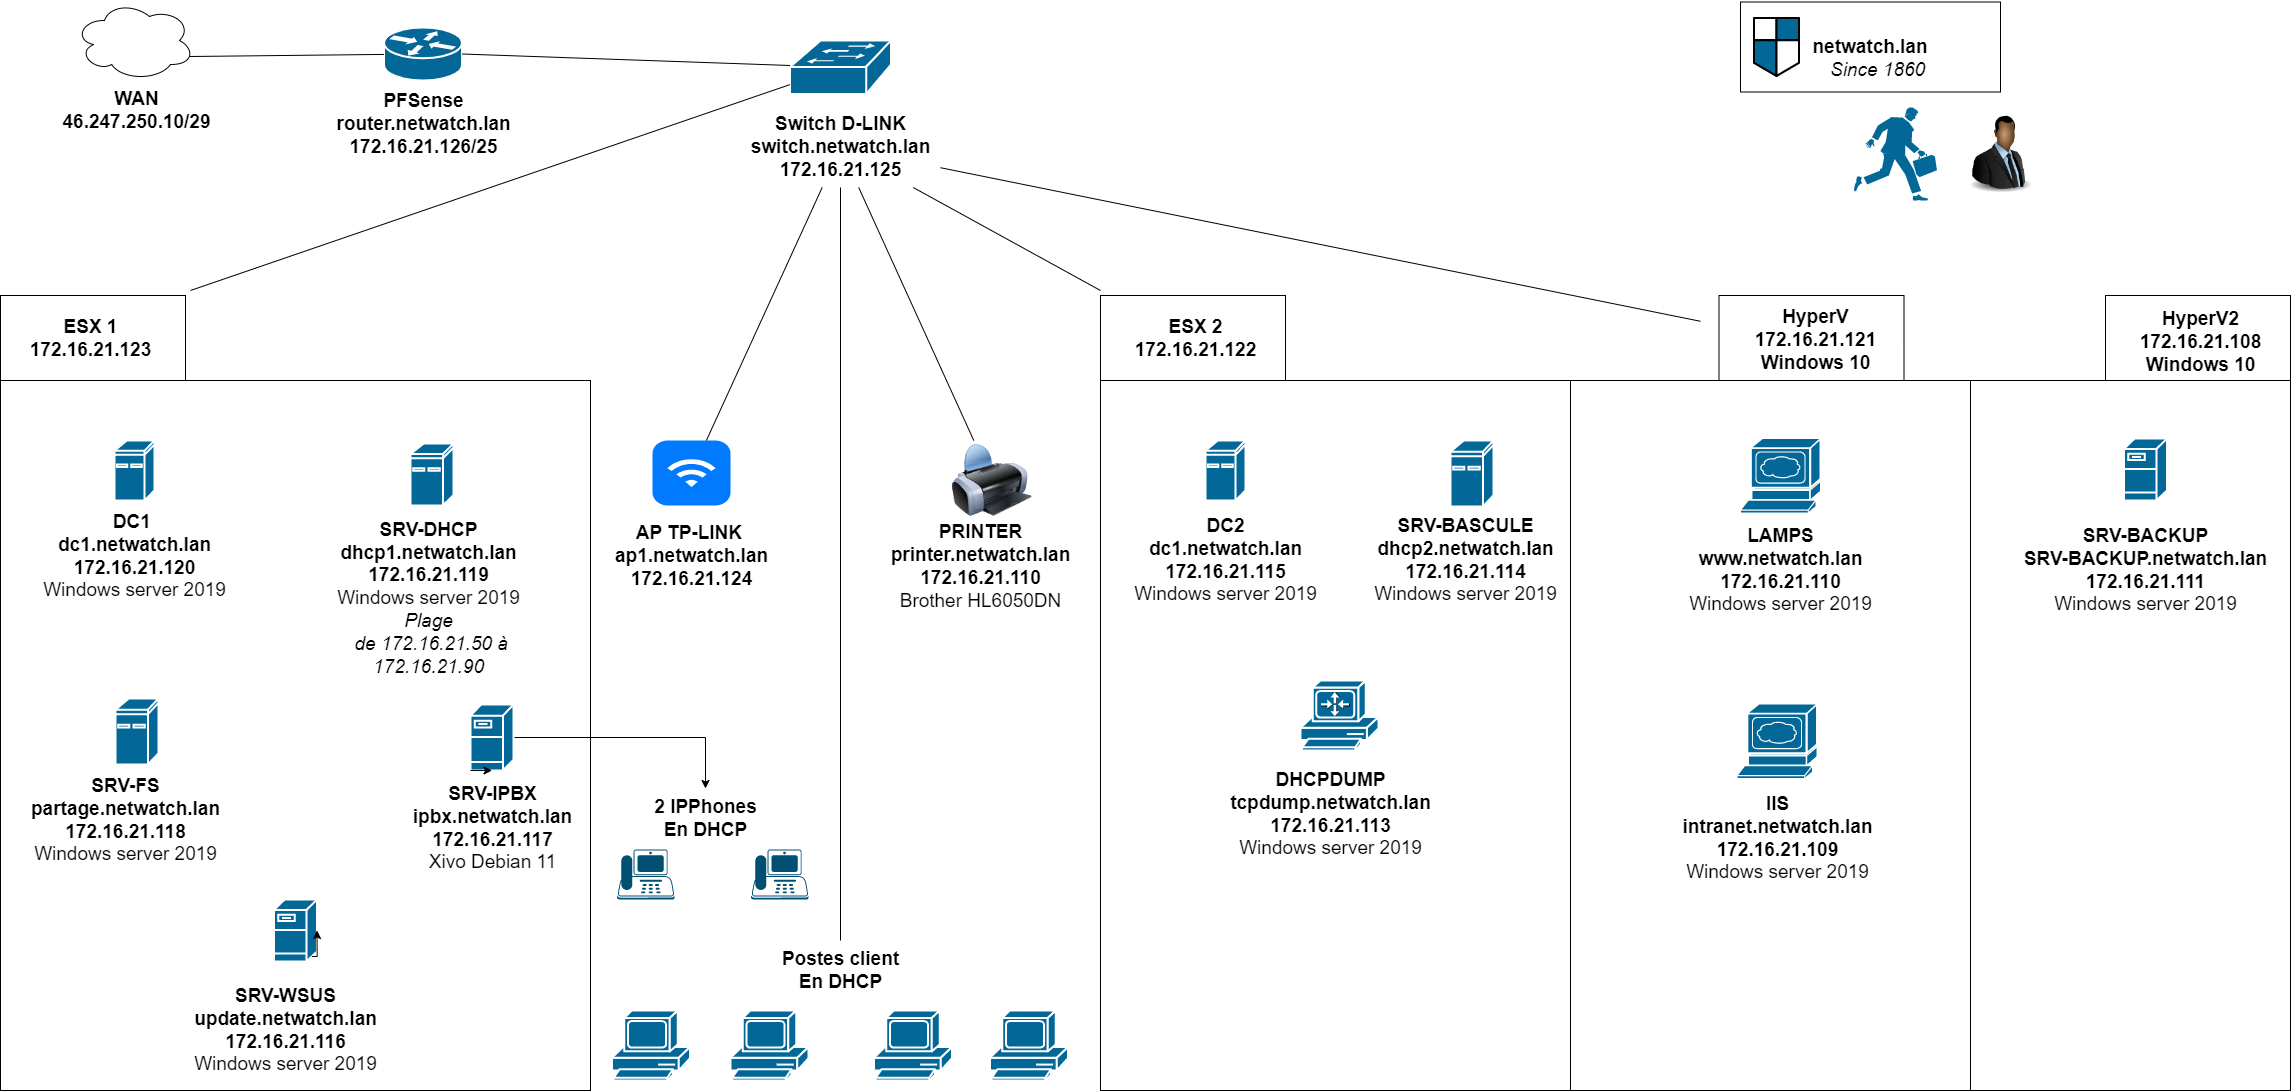 WAN
46.247.250.10/29
PFSense
router.netwatch.lan
172.16.21.126/25
Switch D-LINK
switch.netwatch.lan
172.16.21.125
netwatch.lan
Since 1860
ESX 1
172.16.21.123
ESX 2
172.16.21.122
HyperV
172.16.21.121
Windows 10
HyperV2
172.16.21.108
Windows 10
DC1
dc1.netwatch.lan
172.16.21.120
Windows server 2019
SRV-DHCP
dhcp1.netwatch.lan
172.16.21.119
Windows server 2019
Plage
de 172.16.21.50 à
172.16.21.90
AP TP-LINK
ap1.netwatch.lan
172.16.21.124
PRINTER
printer.netwatch.lan
172.16.21.110
Brother HL6050DN
DC2
dc1.netwatch.lan
172.16.21.115
Windows server 2019
SRV-BASCULE
dhcp2.netwatch.lan
172.16.21.114
Windows server 2019
LAMPS
www.netwatch.lan
172.16.21.110
Windows server 2019
SRV-BACKUP
SRV-BACKUP.netwatch.lan
172.16.21.111
Windows server 2019
SRV-FS
partage.netwatch.lan
172.16.21.118
Windows server 2019
SRV-IPBX
ipbx.netwatch.lan
172.16.21.117
Xivo Debian 11
2 IPPhones
En DHCP
DHCPDUMP
tcpdump.netwatch.lan
172.16.21.113
Windows server 2019
IIS
intranet.netwatch.lan
172.16.21.109
Windows server 2019
SRV-WSUS
update.netwatch.lan
172.16.21.116
Windows server 2019
Postes client
En DHCP